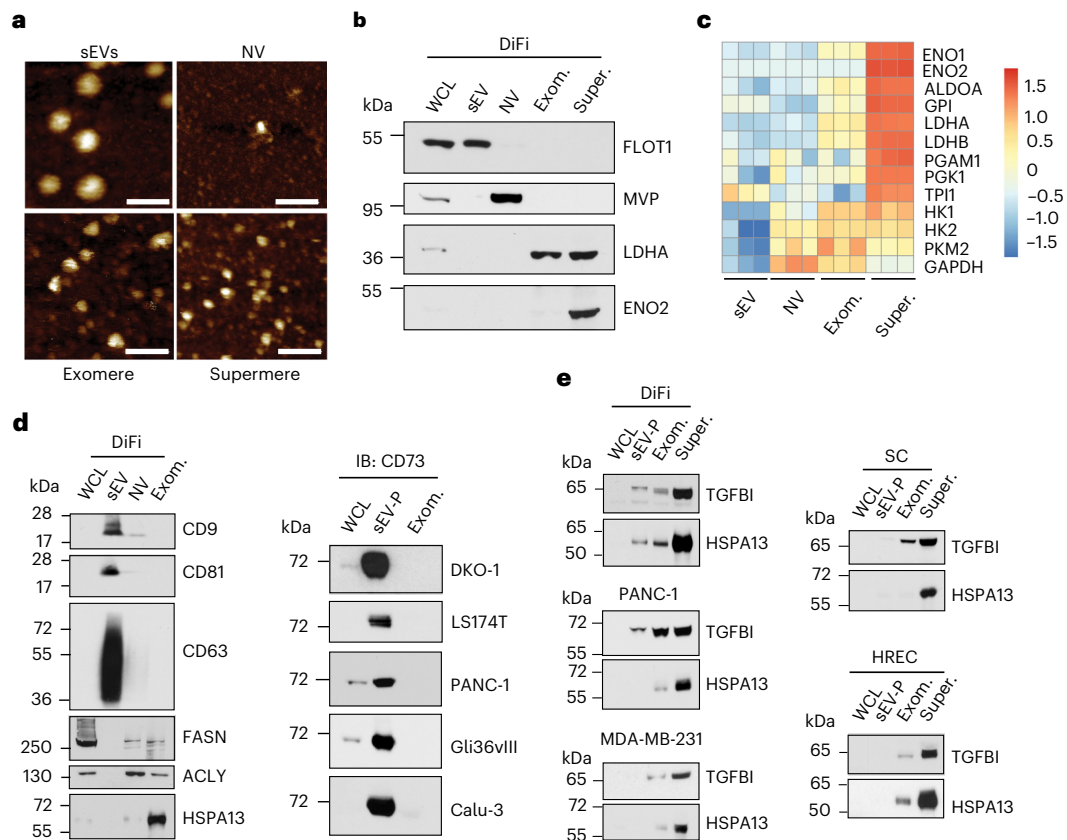 a
sEVs NV
Exomere Supermere
b
DiFi
WCL sEV NV Exom. Super.
kDa
55 FLOT1
95 MVP
36 LDHA
55 ENO2
c
ENO1
ENO2
ALDOA
GPI
LDHA
LDHB
PGAM1
PGK1
TPI1
HK1
HK2
PKM2
GAPDH
1.5
1.0
0.5
0
−0.5
−1.0
−1.5
sEV NV Exom. Super.
d
DiFi
WCL sEV NV Exom.
kDa
28
17 CD9
28
17 CD81
72
55
36 CD63
250 FASN
130 ACLY
72
55 HSPA13
IB: CD73
WCL sEV-P Exom.
kDa
72 DKO-1
72 LS174T
72 PANC-1
72 Gli36vIII
72 Calu-3
e
DiFi
WCL sEV-P Exom. Super.
kDa
65 TGFBI
65
50 HSPA13
PANC-1
kDa
72
55 TGFBI
72
55 HSPA13
MDA-MB-231
kDa
65 TGFBI
72
55 HSPA13
SC
WCL sEV-P Exom. Super.
kDa
65 TGFBI
72
55 HSPA13
HREC
WCL sEV-P Exom. Super.
kDa
65 TGFBI
65
50 HSPA13